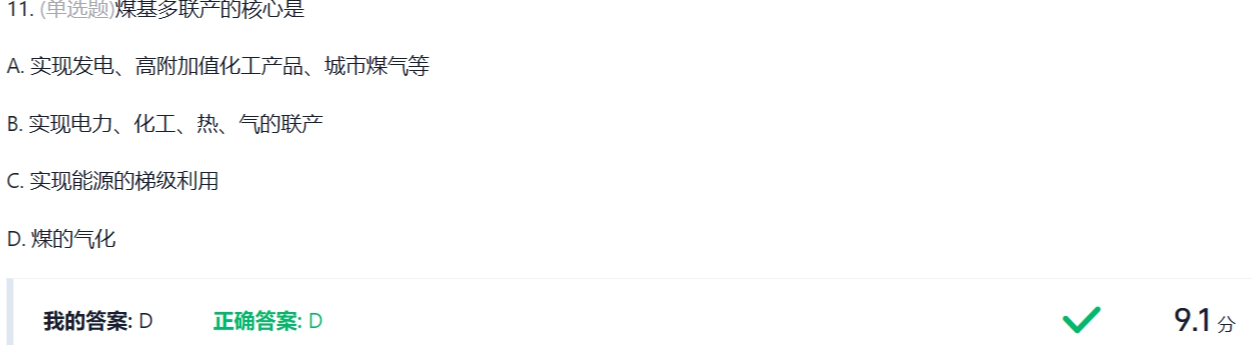 11. (单选题)煤基多联产的核心是
A. 实现发电、高附加值化工产品、城市煤气等
B. 实现电力、化工、热、气的联产
C. 实现能源的梯级利用
D. 煤的气化
我的答案: D 正确答案: D 9.1 分